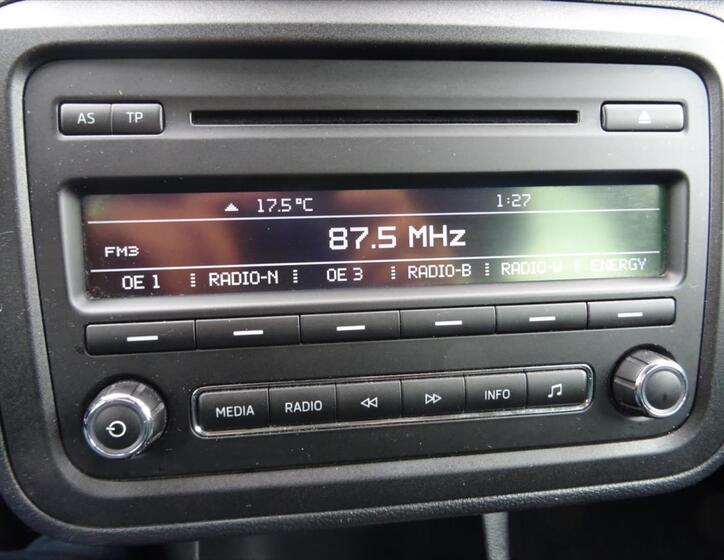 AS TP
17.5°C 1:27
87.5 MHz
FM3
OE 1 RADIO-N OE 3 RADIO-B RADIO-W ENERGY
MEDIA RADIO INFO